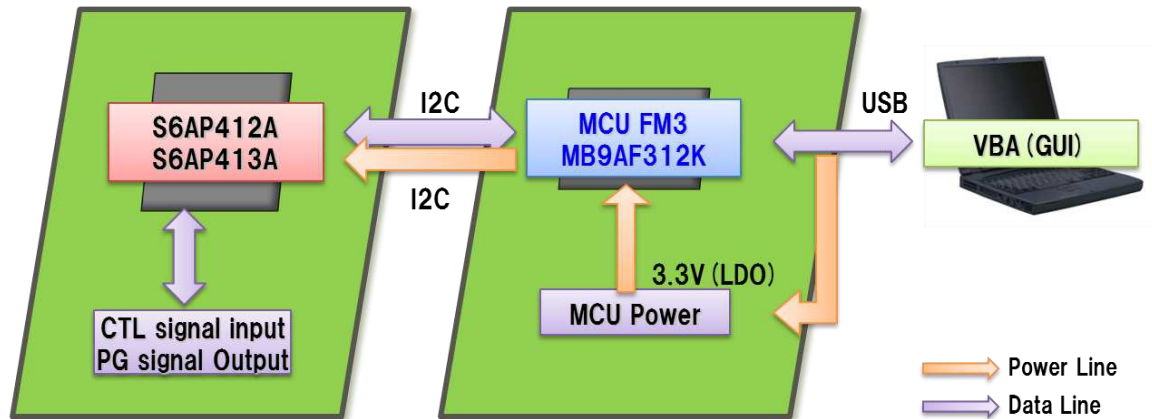 S6AP412A
S6AP413A
CTL signal input
PG signal Output
I2C
I2C
MCU FM3
MB9AF312K
3.3V (LDO)
MCU Power
USB
VBA (GUI)
Power Line
Data Line